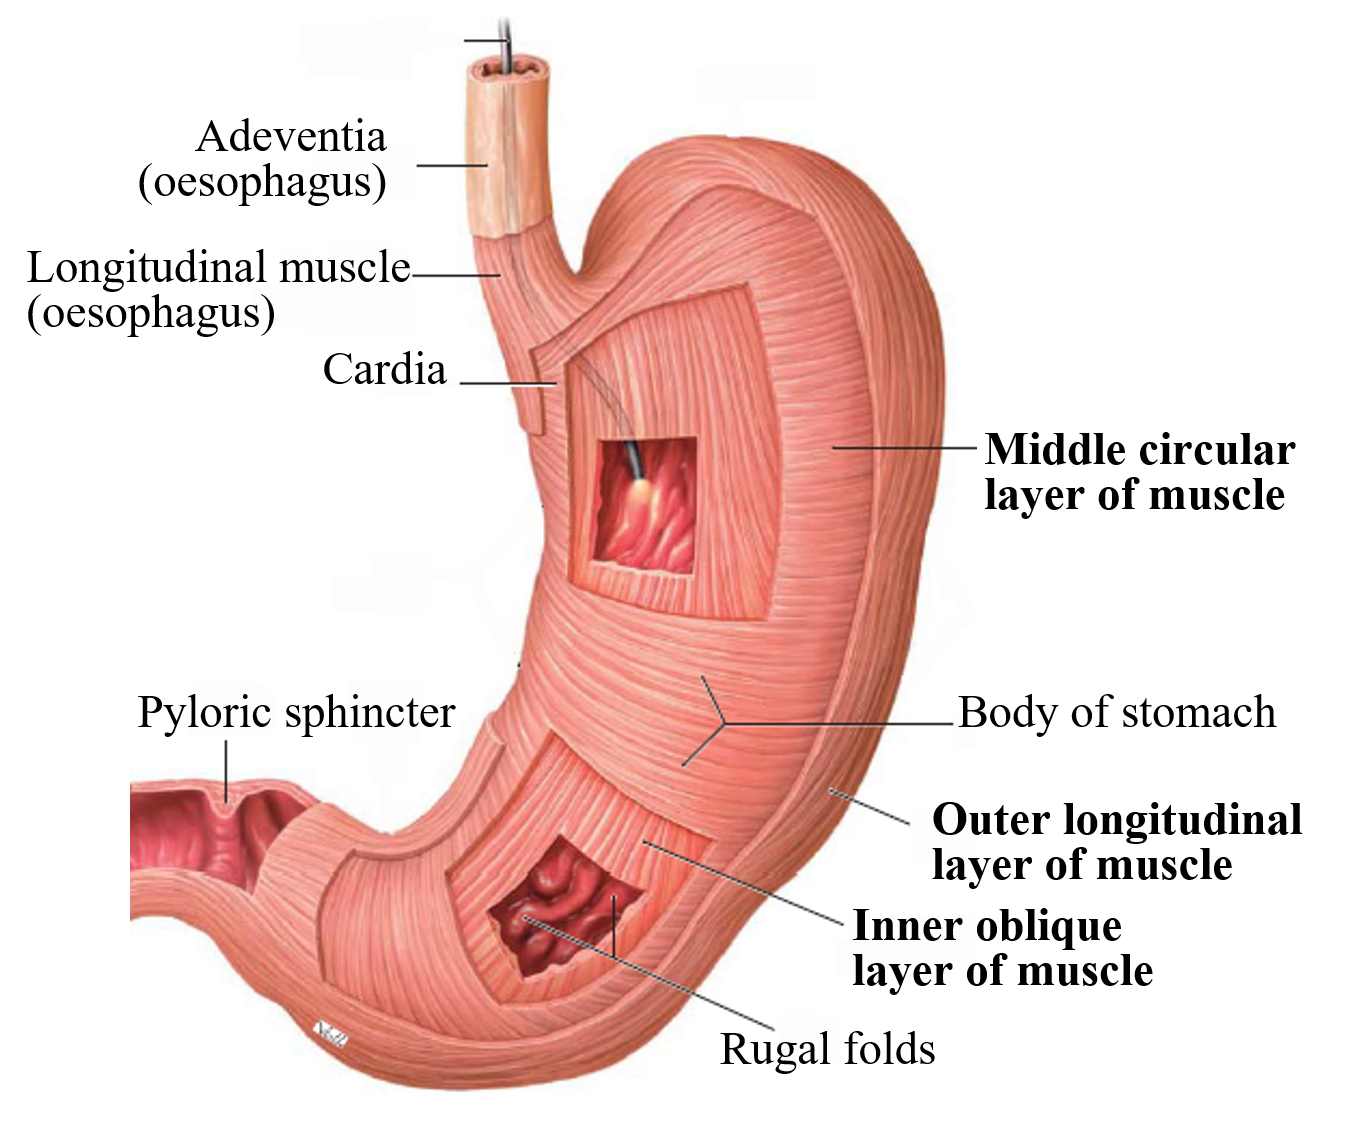 Adeventia
(oesophagus)
Longitudinal muscle
(oesophagus)
Cardia
Middle circular
layer of muscle
Pyloric sphincter
Body of stomach
Outer longitudinal
layer of muscle
Inner oblique
layer of muscle
Rugal folds